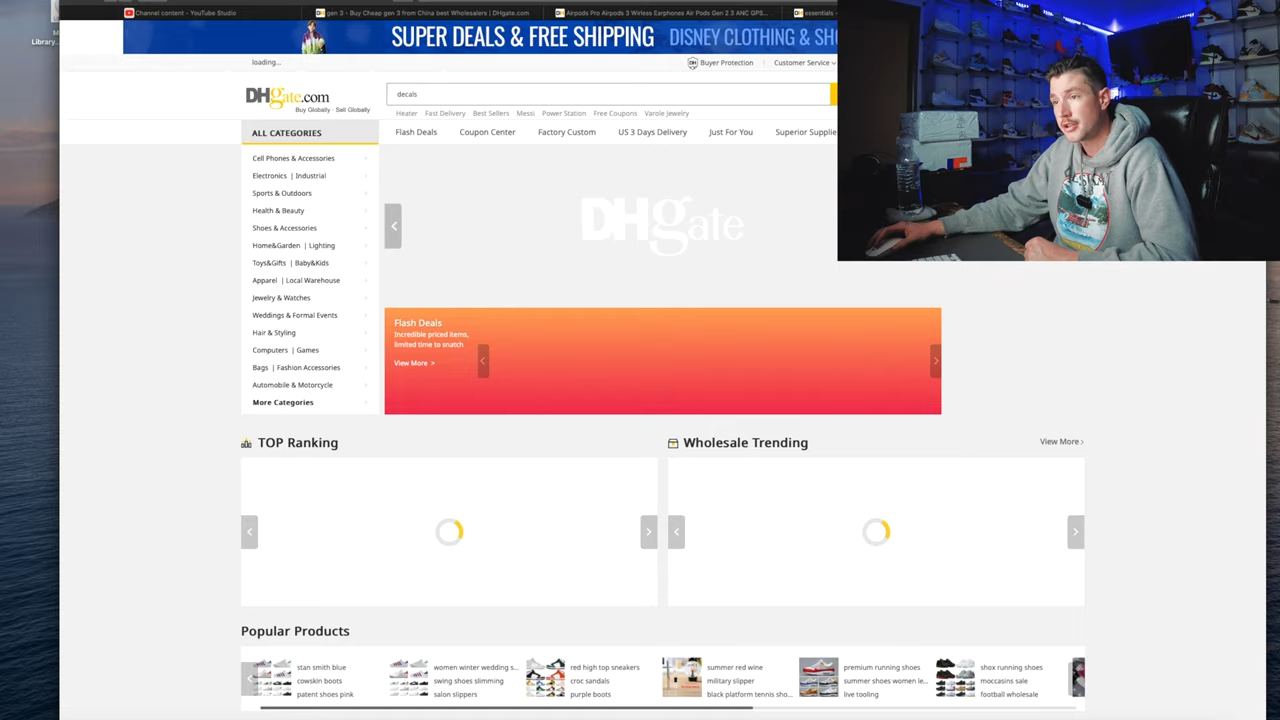 Library...
Channel content - YouTube Studio
gen 3 - Buy Cheap gen 3 from China best Wholesalers | DHgate.com
Airpods Pro Airpods 3 Wirless Earphones Air Pods Gen 2 3 ANC GPS...
essentials -
SUPER DEALS & FREE SHIPPING
DISNEY CLOTHING &
loading...
Buyer Protection
Customer Service
DHgate.com
Buy Globally · Sell Globally
decals
Heater Fast Delivery Best Sellers Messi Power Station Free Coupons Varole Jewelry
ALL CATEGORIES
Flash Deals Coupon Center Factory Custom US 3 Days Delivery Just For You Superior Supplie
Cell Phones & Accessories
Electronics | Industrial
Sports & Outdoors
Health & Beauty
Shoes & Accessories
Home&Garden | Lighting
Toys&Gifts | Baby&Kids
Apparel | Local Warehouse
Jewelry & Watches
Weddings & Formal Events
Hair & Styling
Computers | Games
Bags | Fashion Accessories
Automobile & Motorcycle
More Categories
DHgate
Flash Deals
Incredible priced items,
limited time to snatch
View More >
TOP Ranking
Wholesale Trending
View More >
Popular Products
stan smith blue
cowskin boots
patent shoes pink
women winter wedding s...
swing shoes slimming
salon slippers
red high top sneakers
croc sandals
purple boots
summer red wine
military slipper
black platform tennis sho...
premium running shoes
summer shoes women le...
live tooling
shox running shoes
moccasins sale
football wholesale